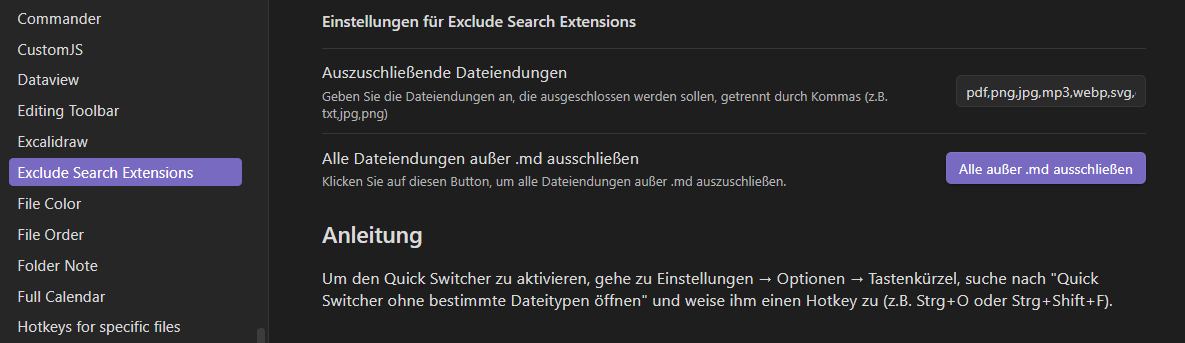 Commander
CustomJS
Dataview
Editing Toolbar
Excalidraw
Exclude Search Extensions
File Color
File Order
Folder Note
Full Calendar
Hotkeys for specific files
Einstellungen für Exclude Search Extensions
Auszuschließende Dateiendungen
Geben Sie die Dateiendungen an, die ausgeschlossen werden sollen, getrennt durch Kommas (z.B.
txt,jpg,png)
pdf,png,jpg,mp3,webp,svg,
Alle Dateiendungen außer .md ausschließen
Klicken Sie auf diesen Button, um alle Dateiendungen außer .md auszuschließen.
Alle außer .md ausschließen
Anleitung
Um den Quick Switcher zu aktivieren, gehe zu Einstellungen → Optionen → Tastenkürzel, suche nach "Quick
Switcher ohne bestimmte Dateitypen öffnen" und weise ihm einen Hotkey zu (z.B. Strg+O oder Strg+Shift+F).